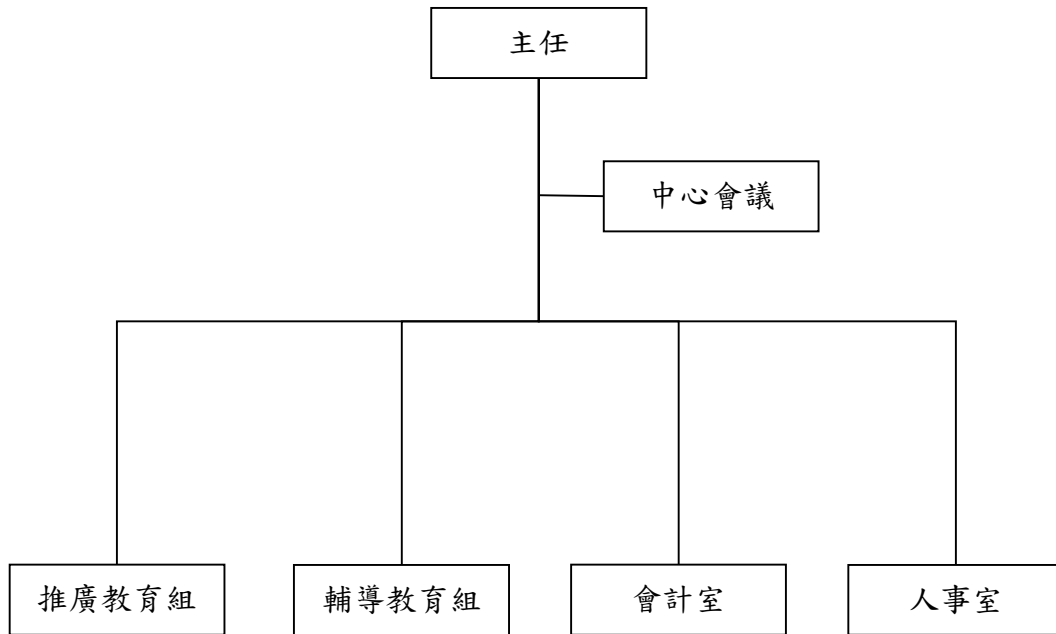 主任
中心會議
推廣教育組
輔導教育組
會計室
人事室